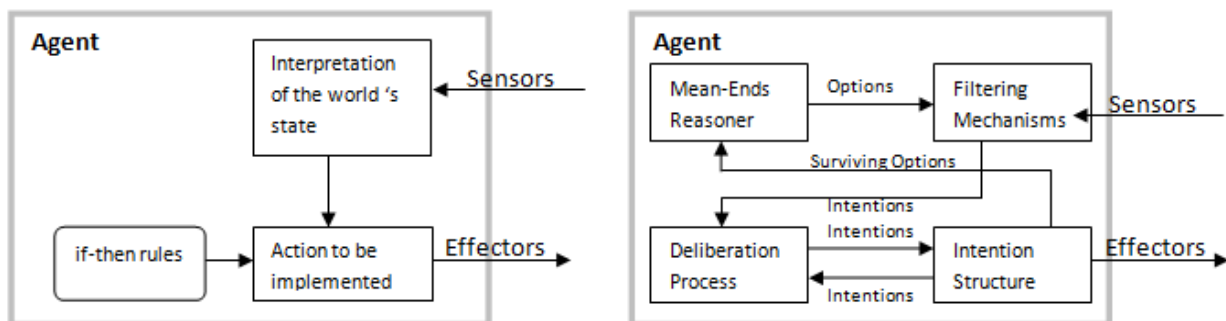 Agent
Interpretation
of the world ‘s
state
Sensors
if-then rules
Action to be
implemented
Effectors
Agent
Mean-Ends
Reasoner
Options
Filtering
Mechanisms
Sensors
Surviving Options
Intentions
Intentions
Deliberation
Process
Intention
Structure
Effectors
Intentions